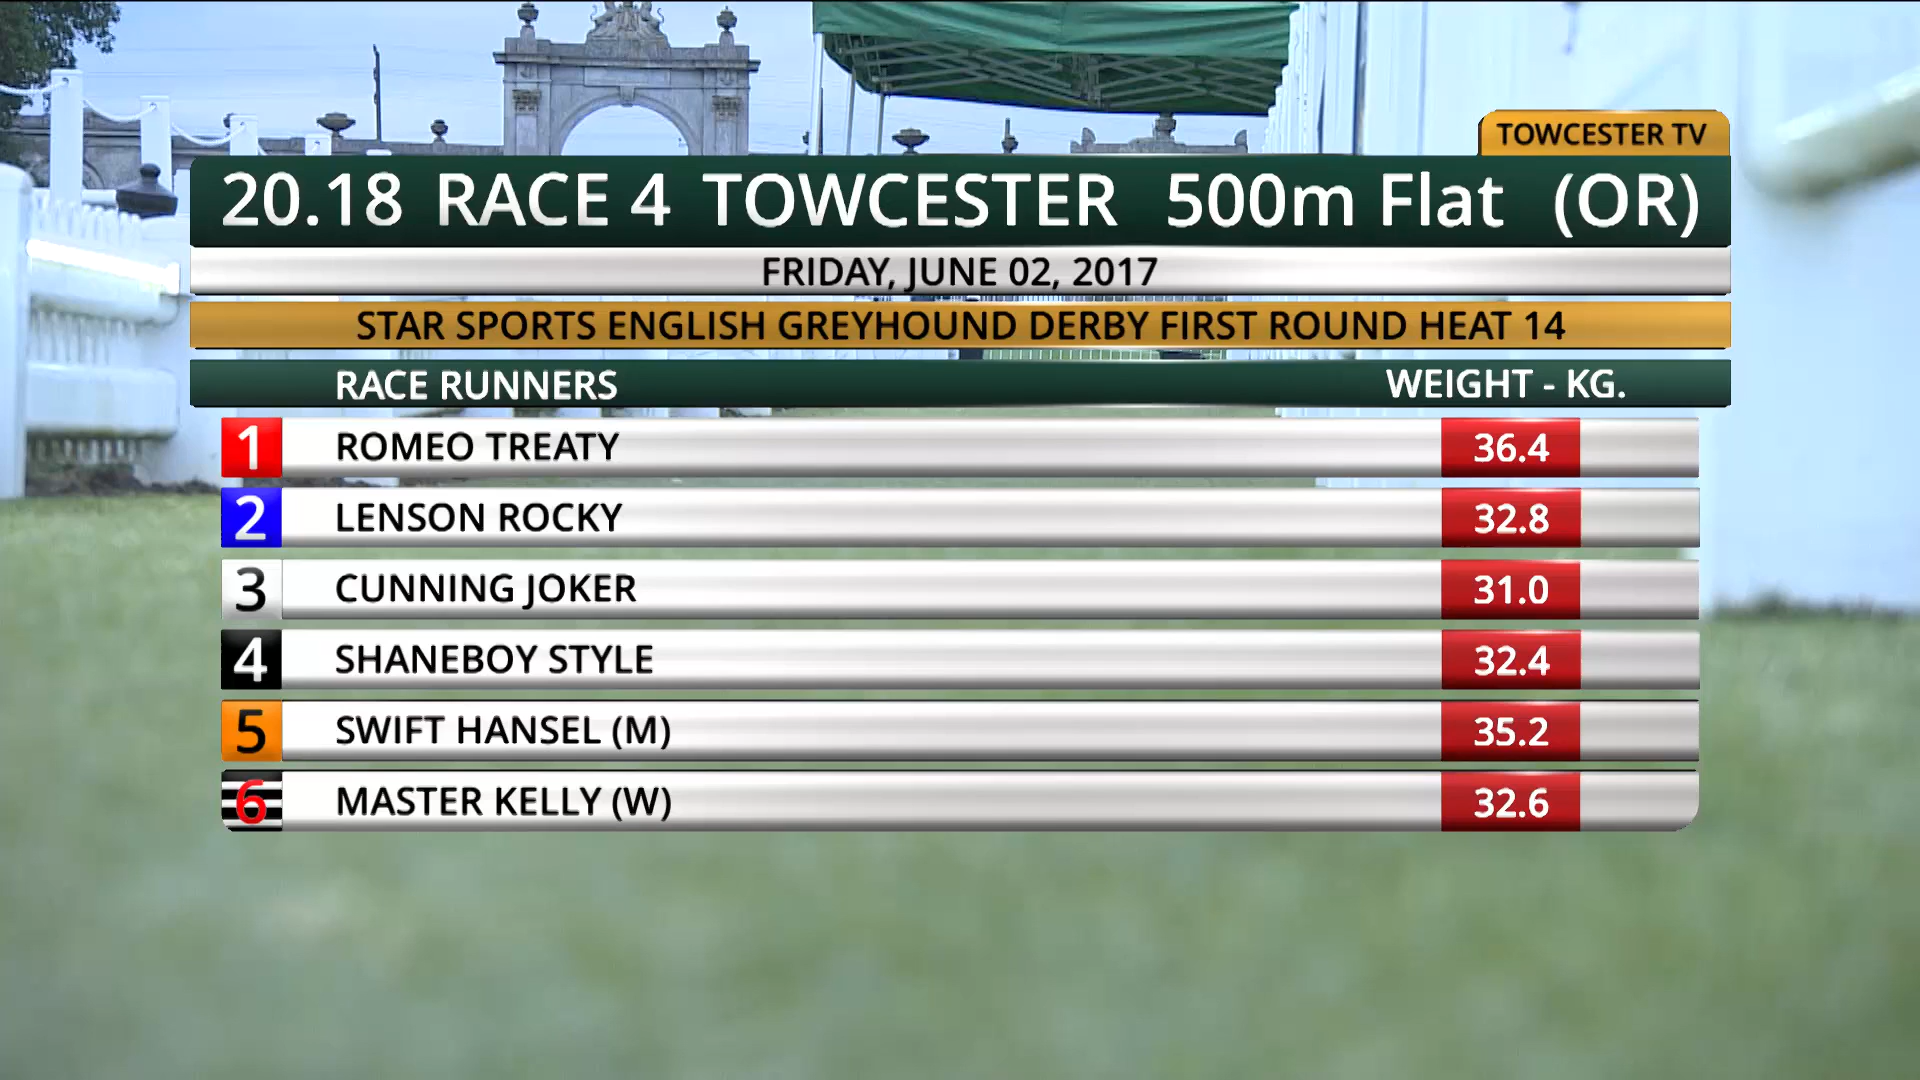 TOWCESTER TV
20.18 RACE 4 TOWCESTER 500m Flat (OR)
FRIDAY, JUNE 02, 2017
STAR SPORTS ENGLISH GREYHOUND DERBY FIRST ROUND HEAT 14
RACE RUNNERS WEIGHT - KG.
1 ROMEO TREATY 36.4
2 LENSON ROCKY 32.8
3 CUNNING JOKER 31.0
4 SHANEBOY STYLE 32.4
5 SWIFT HANSEL (M) 35.2
6 MASTER KELLY (W) 32.6